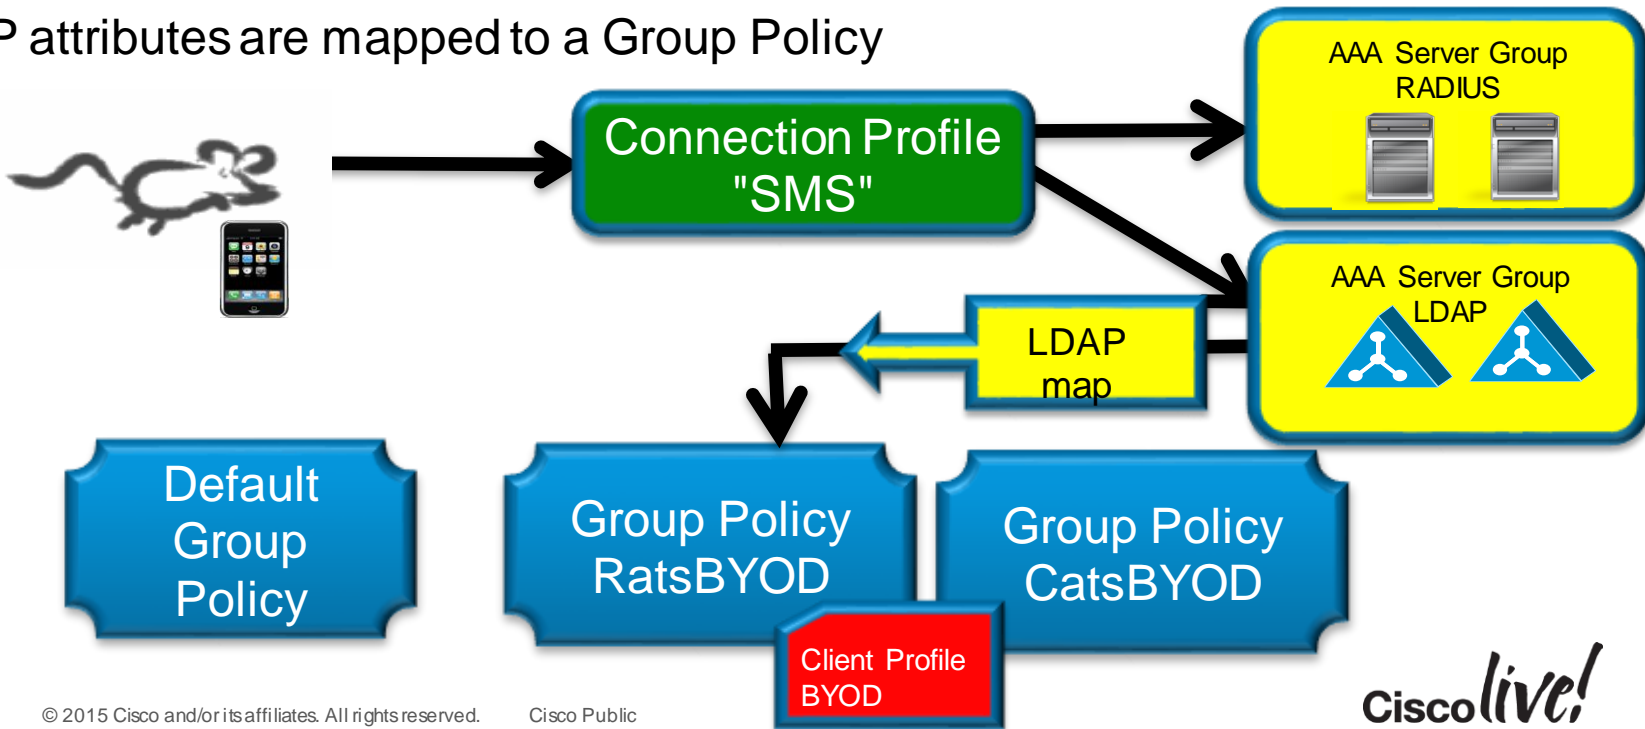 P attributes are mapped to a Group Policy
AAA Server Group
RADIUS
Connection Profile
"SMS"
AAA Server Group
LDAP
LDAP
map
Default
Group
Policy
Group Policy
RatsBYOD
Group Policy
CatsBYOD
Client Profile
BYOD
© 2015 Cisco and/or its affiliates. All rights reserved. Cisco Public
Cisco live!